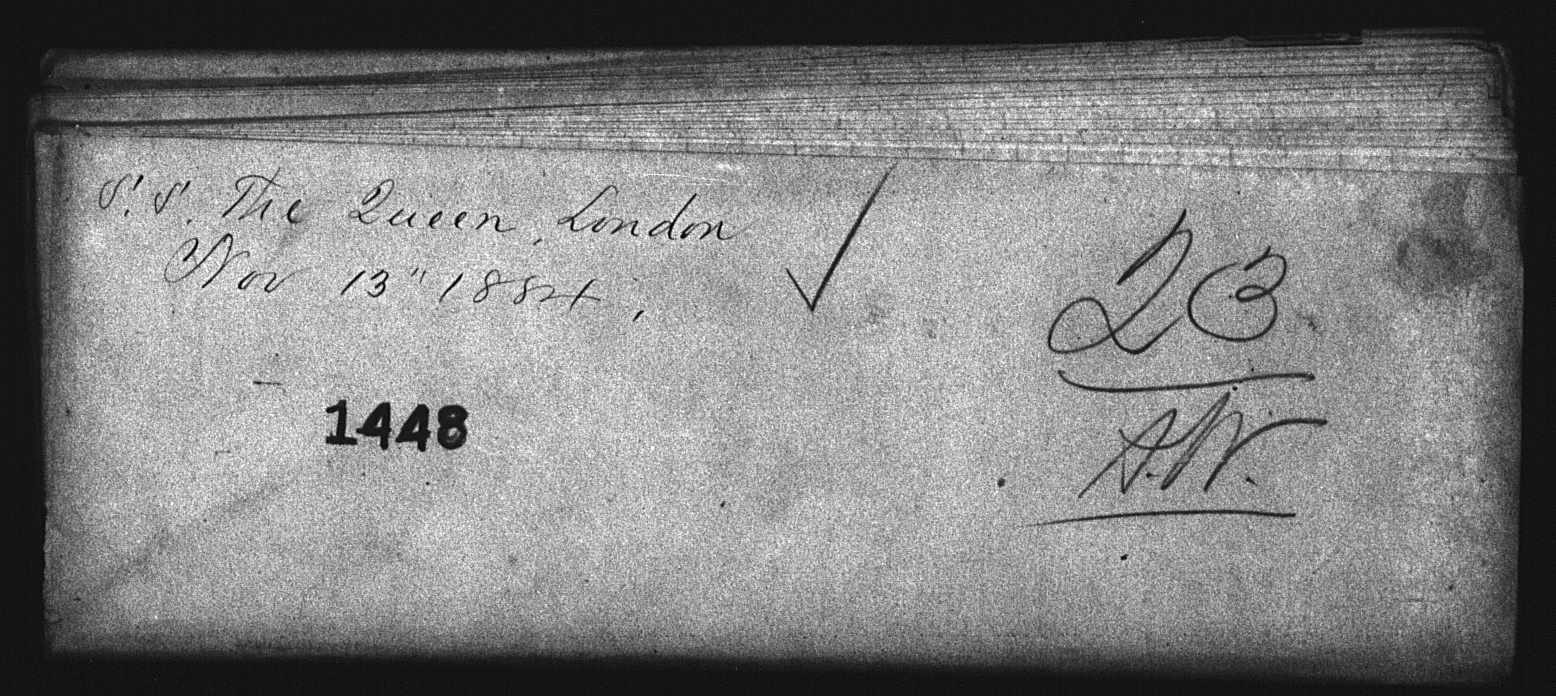 S.S. The Queen, London
Nov 13" 1884,
1448
23
A.W.